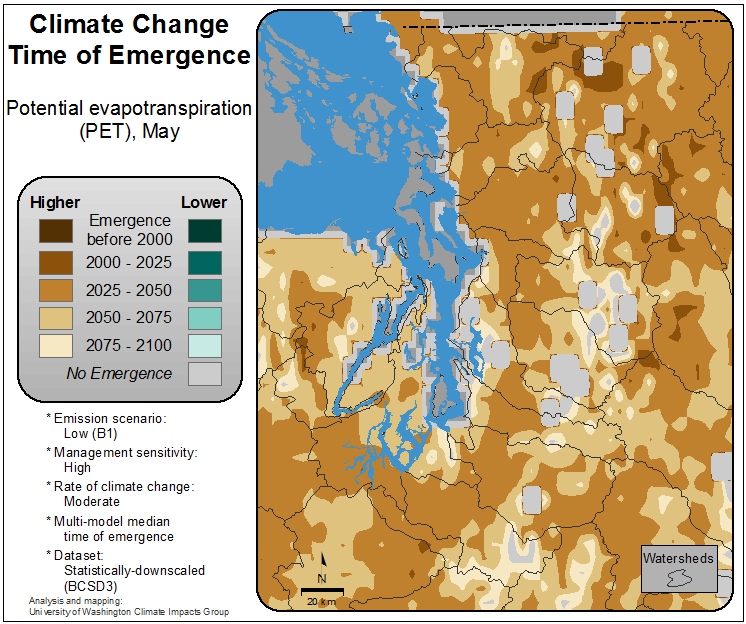 Climate Change
Time of Emergence
Potential evapotranspiration
(PET), May
Higher
Lower
Emergence
before 2000
2000 - 2025
2025 - 2050
2050 - 2075
2075 - 2100
No Emergence
* Emission scenario:
Low (B1)
* Management sensitivity:
High
* Rate of climate change:
Moderate
* Multi-model median
time of emergence
* Dataset:
Statistically-downscaled
(BCSD3)
Analysis and mapping:
University of Washington Climate Impacts Group
N
20 km
Watersheds